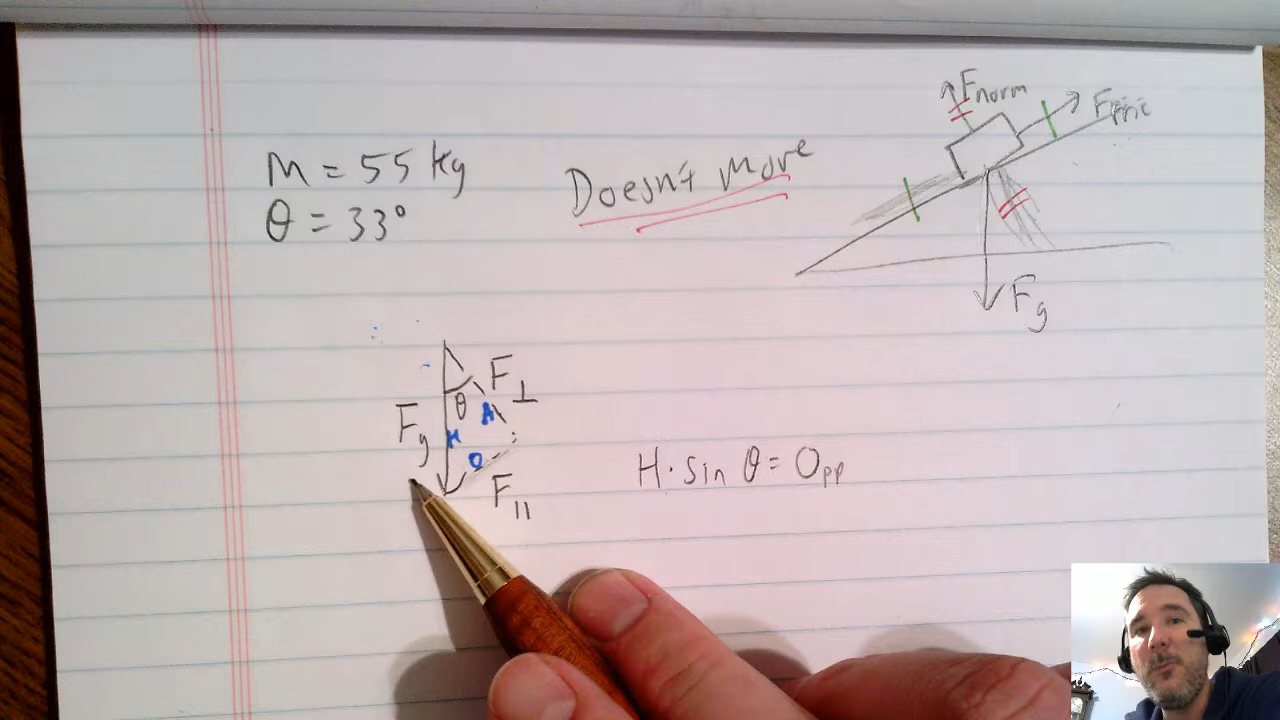 M = 55 kg
θ = 33°
Doesn't Move
Fnorm
Ffric
Fg
F⊥
θ
A
Fg
H
O
F||
H · sin θ = Opp